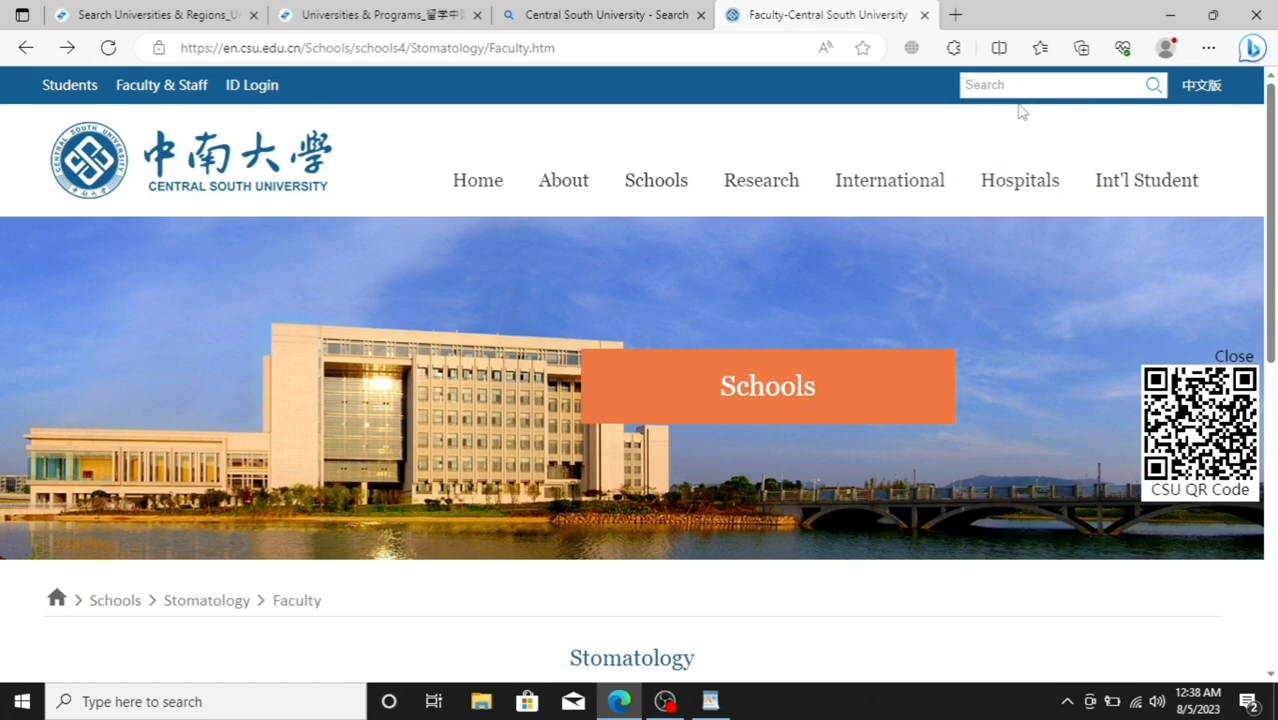 Search Universities & Regions_U
Universities & Programs_留学中
Central South University - Search
Faculty-Central South University
https://en.csu.edu.cn/Schools/schools4/Stomatology/Faculty.htm
Students
Faculty & Staff
ID Login
Search
中文版
中南大学
CENTRAL SOUTH UNIVERSITY
Home
About
Schools
Research
International
Hospitals
Int'l Student
Schools
Close
CSU QR Code
Schools
Stomatology
Faculty
Stomatology
Type here to search
12:38 AM
8/5/2023
2